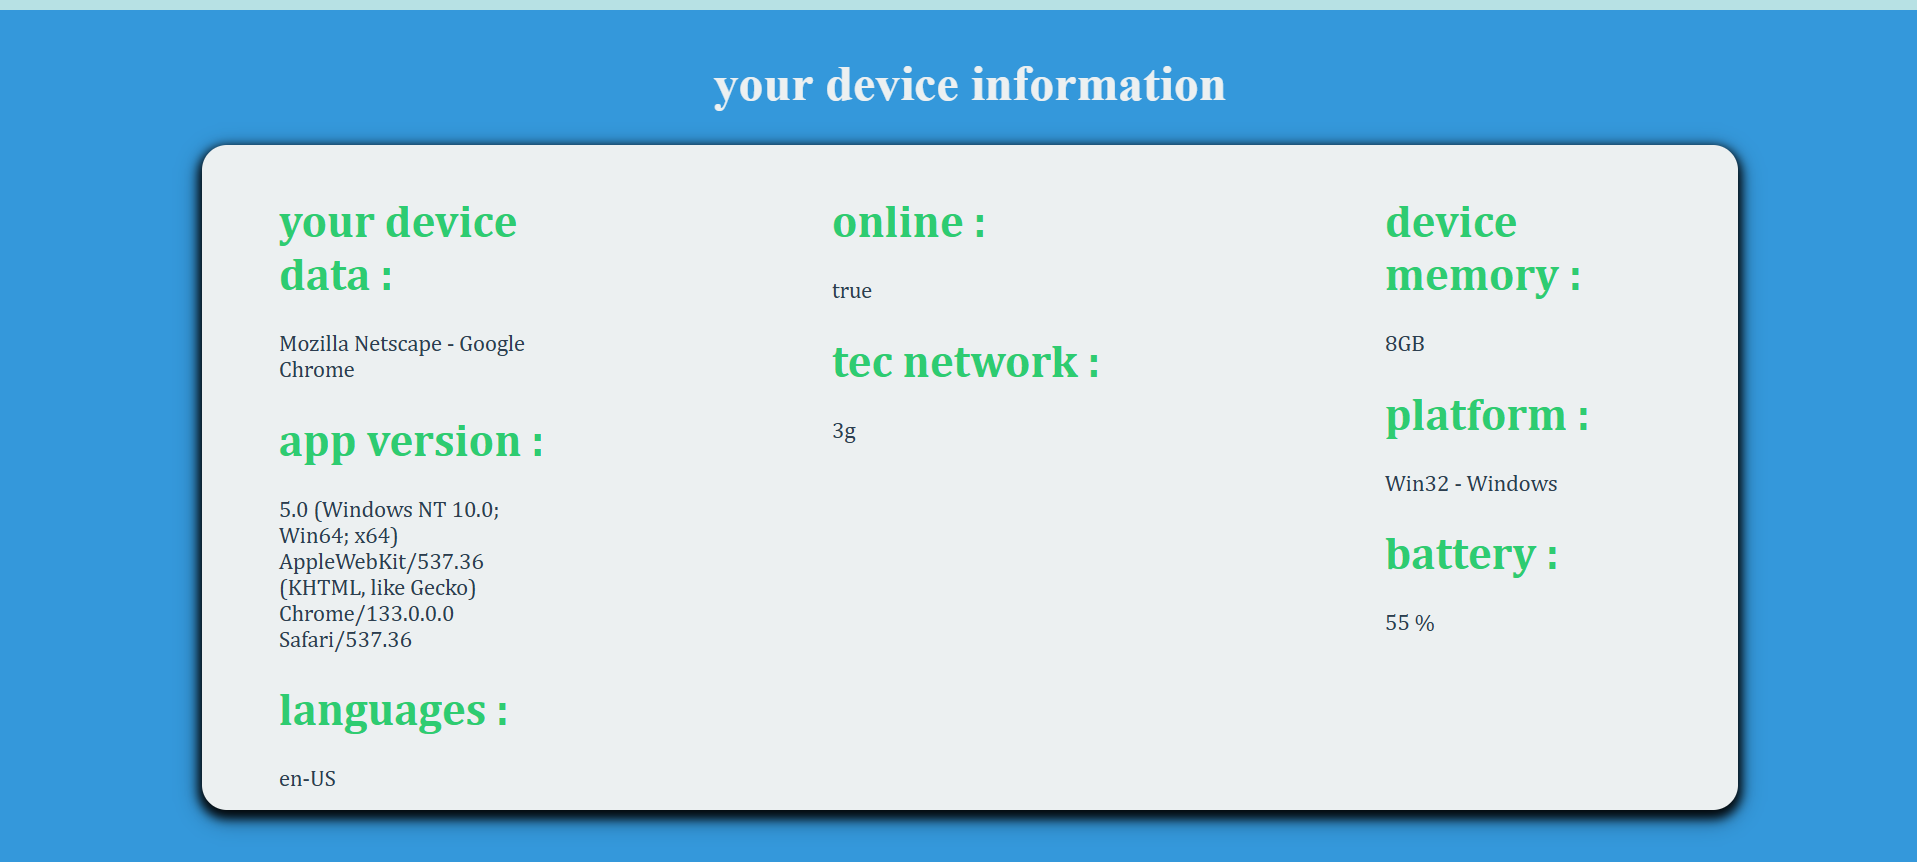 your device information
your device
data :
Mozilla Netscape - Google
Chrome
app version :
5.0 (Windows NT 10.0;
Win64; x64)
AppleWebKit/537.36
(KHTML, like Gecko)
Chrome/133.0.0.0
Safari/537.36
languages :
en-US
online :
true
tec network :
3g
device
memory :
8GB
platform :
Win32 - Windows
battery :
55 %